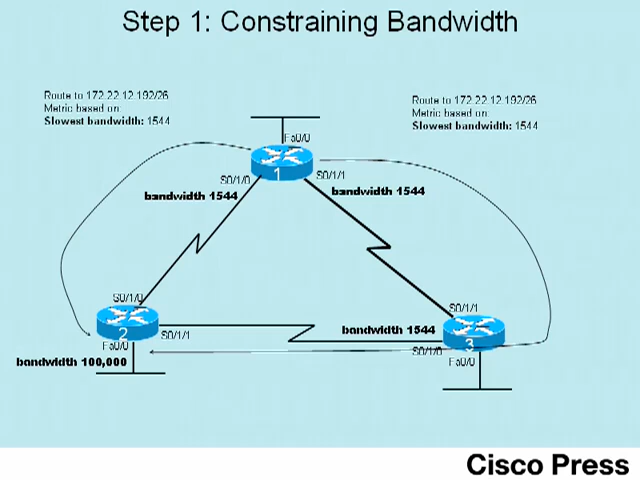 Step 1: Constraining Bandwidth
Route to 172.22.12.192/26
Metric based on:
Slowest bandwidth: 1544
Route to 172.22.12.192/26
Metric based on:
Slowest bandwidth: 1544
Fa0/0
1
S0/1/0
S0/1/1
bandwidth 1544
bandwidth 1544
S0/1/0
S0/1/1
2
S0/1/1
bandwidth 1544
3
Fa0/0
S0/1/0
bandwidth 100,000
Fa0/0
Cisco Press